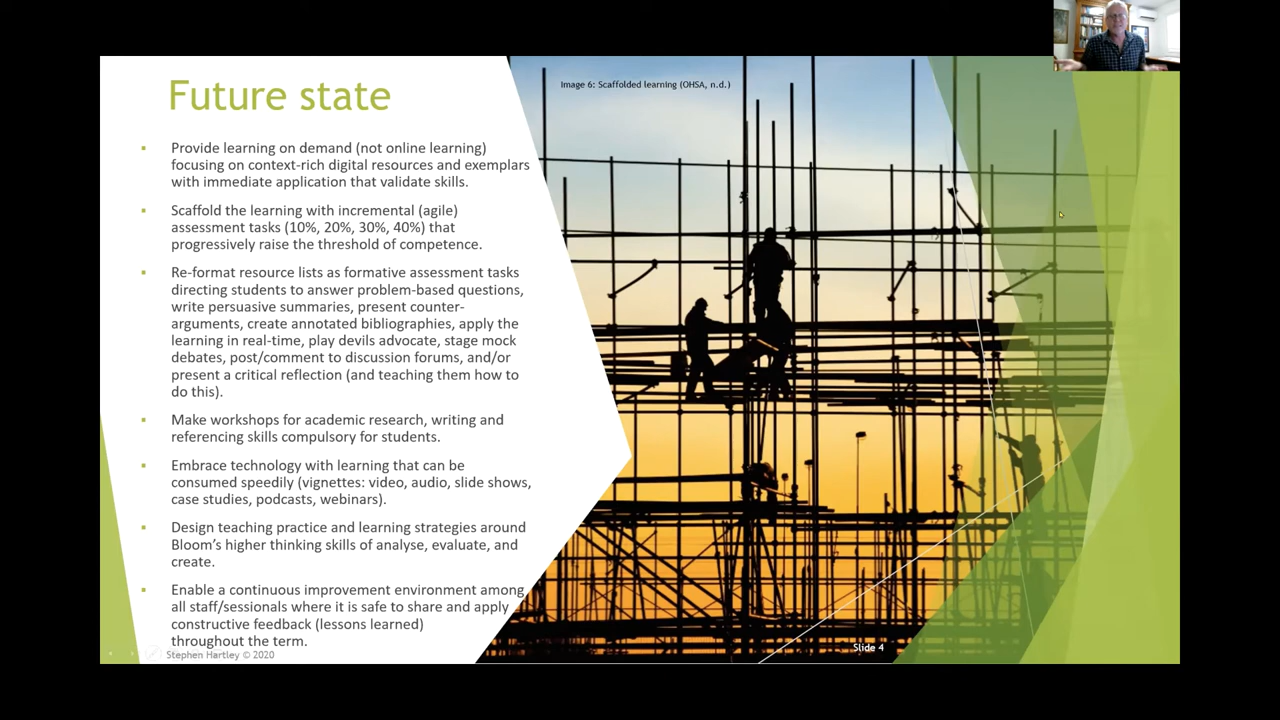 Future state
Image 6: Scaffolded learning (OHSA, n.d.)
Provide learning on demand (not online learning)
focusing on context-rich digital resources and exemplars
with immediate application that validate skills.
Scaffold the learning with incremental (agile)
assessment tasks (10%, 20%, 30%, 40%) that
progressively raise the threshold of competence.
Re-format resource lists as formative assessment tasks
directing students to answer problem-based questions,
write persuasive summaries, present counter-
arguments, create annotated bibliographies, apply the
learning in real-time, play devils advocate, stage mock
debates, post/comment to discussion forums, and/or
present a critical reflection (and teaching them how to
do this).
Make workshops for academic research, writing and
referencing skills compulsory for students.
Embrace technology with learning that can be
consumed speedily (vignettes: video, audio, slide shows,
case studies, podcasts, webinars).
Design teaching practice and learning strategies around
Bloom's higher thinking skills of analyse, evaluate, and
create.
Enable a continuous improvement environment among
all staff/sessionals where it is safe to share and apply
constructive feedback (lessons learned)
throughout the term.
Stephen Hartley © 2020
Slide 4